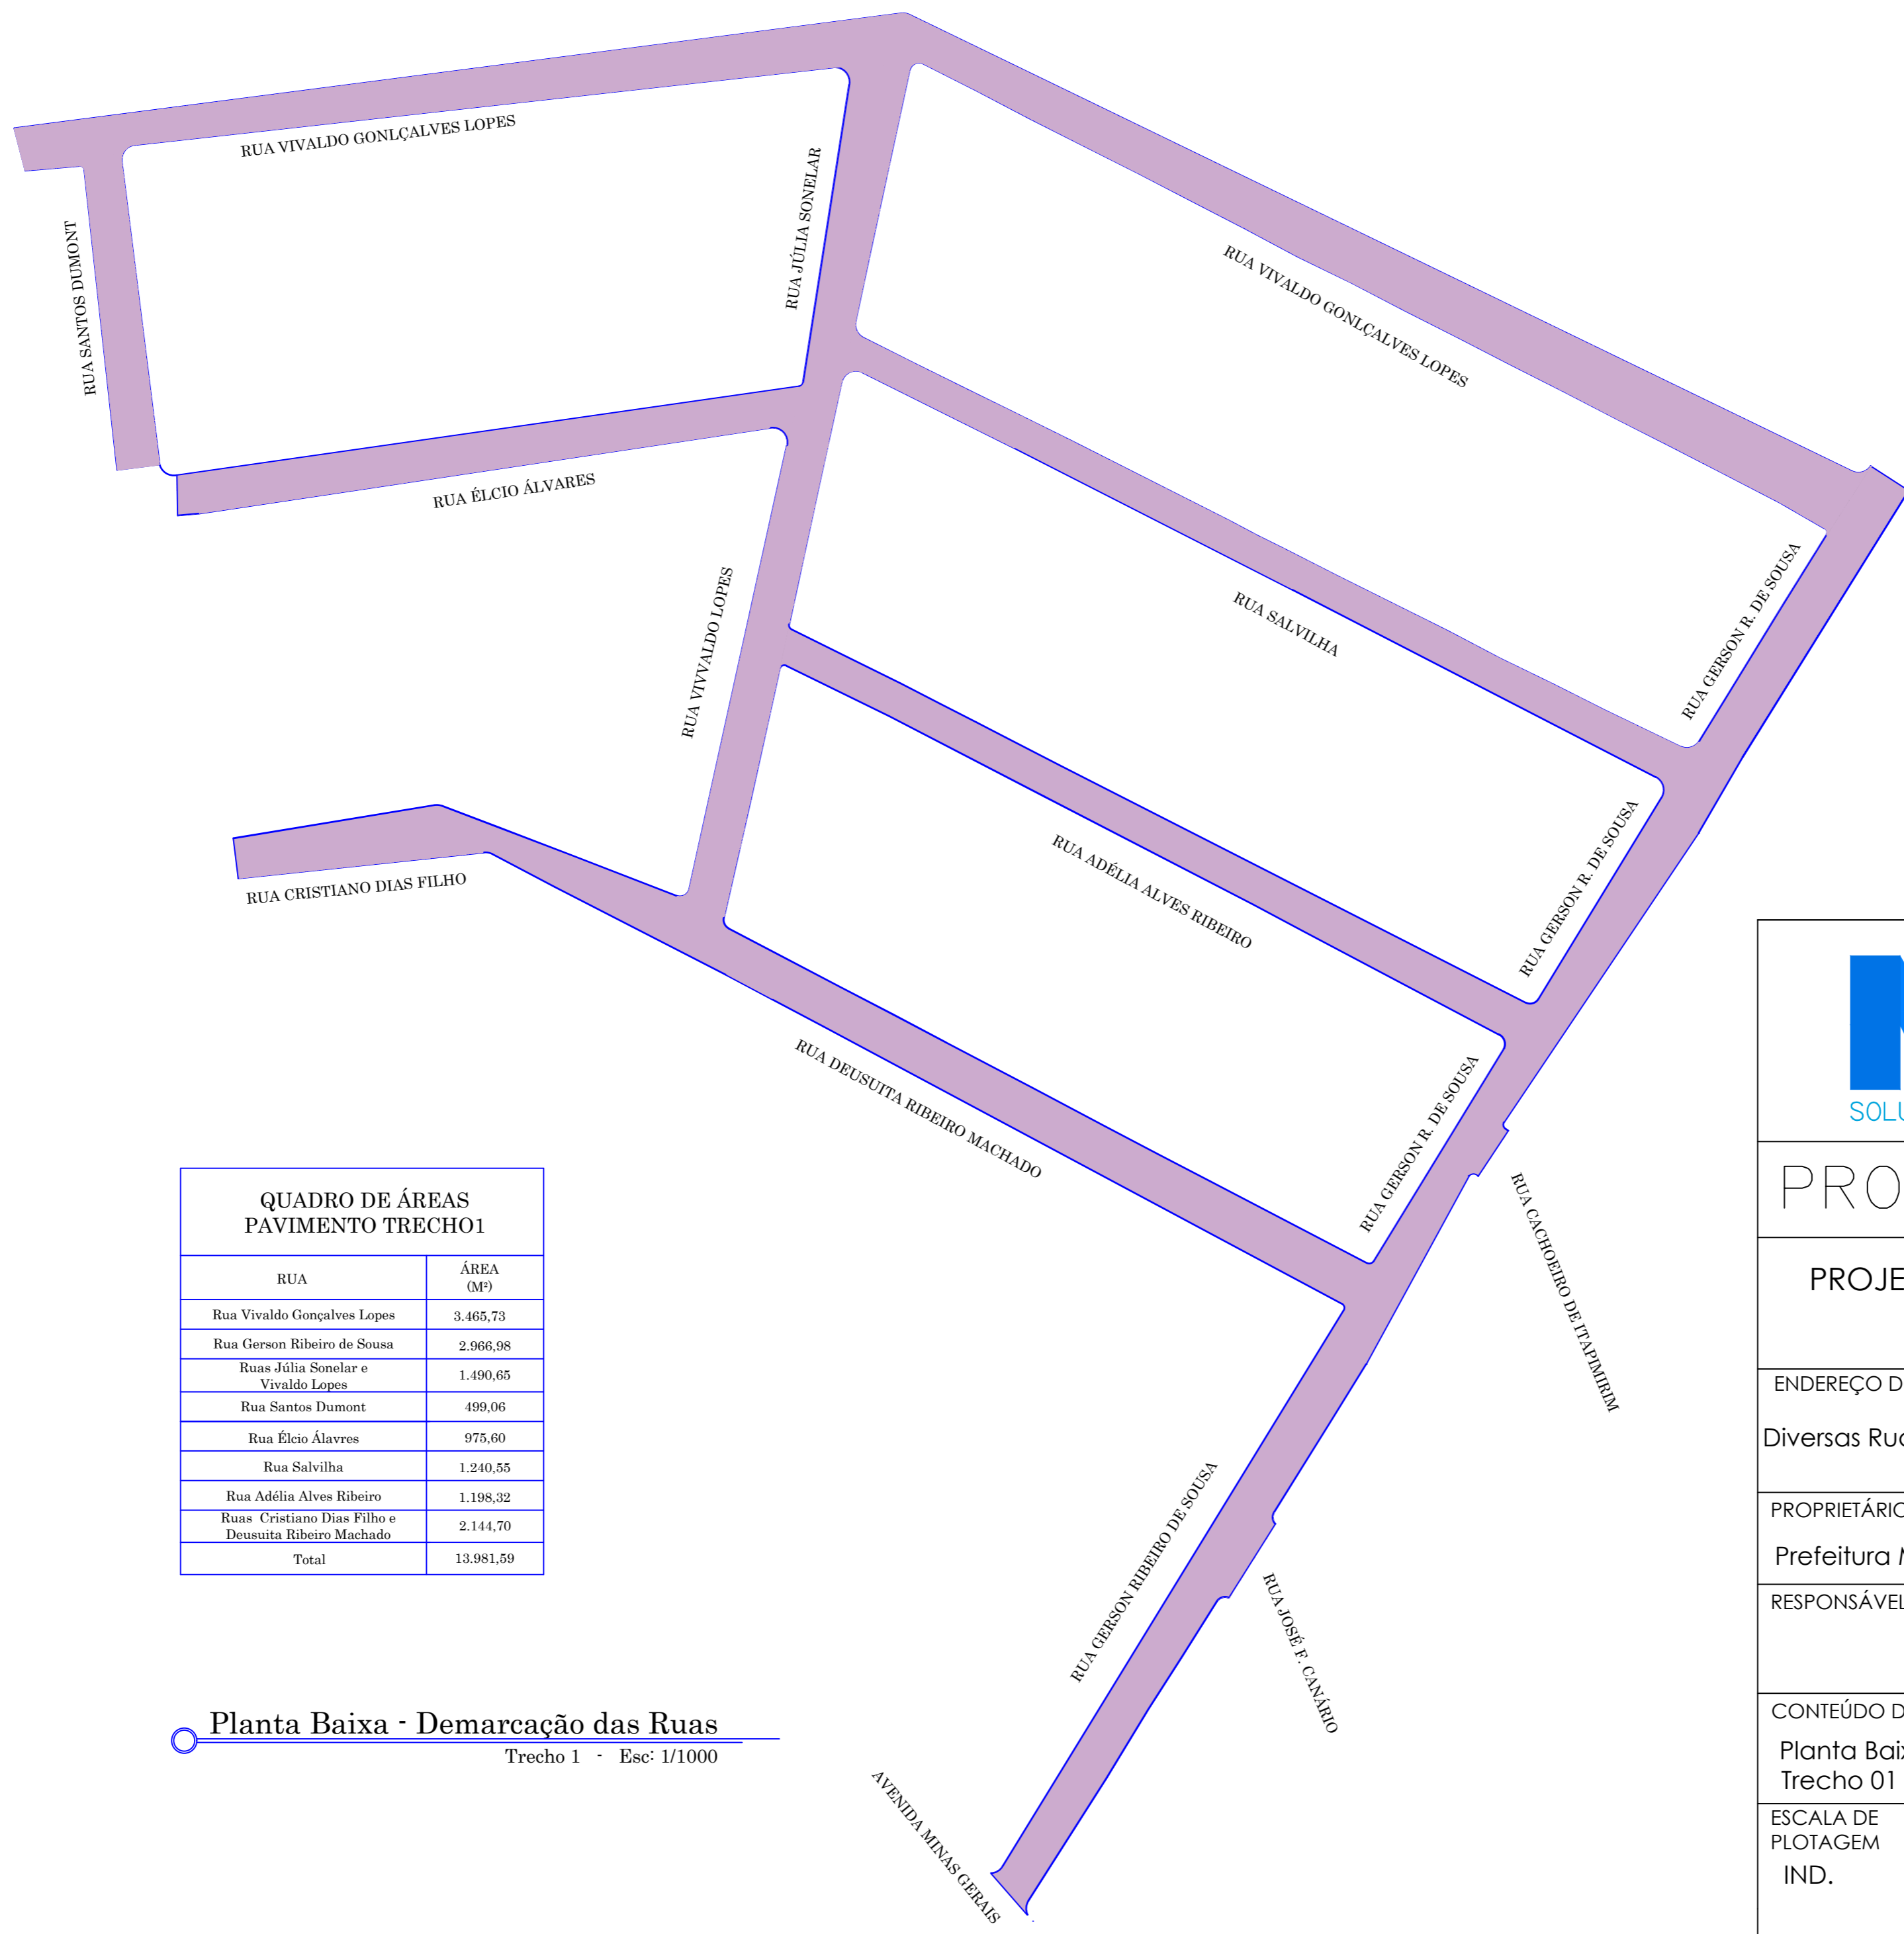 RUA VIVALDO GONLÇALVES LOPES
RUA SANTOS DUMONT
RUA JÚLIA SONELAR
RUA VIVALDO GONLÇALVES LOPES
RUA ÉLCIO ÁLVARES
RUA VIVVALDO LOPES
RUA SALVILHA
RUA GERSON R. DE SOUSA
RUA CRISTIANO DIAS FILHO
RUA ADÉLIA ALVES RIBEIRO
RUA GERSON R. DE SOUSA
RUA DEUSUITA RIBEIRO MACHADO
RUA GERSON R. DE SOUSA
RUA CACHOEIRO DE ITAPIMIRIM
RUA GERSON RIBEIRO DE SOUSA
RUA JOSÉ F. CANÁRIO
AVENIDA MINAS GERAIS
QUADRO DE ÁREAS
PAVIMENTO TRECHO1
RUA ÁREA
(M²)
Rua Vivaldo Gonçalves Lopes 3.465,73
Rua Gerson Ribeiro de Sousa 2.966,98
Ruas Júlia Sonelar e
Vivaldo Lopes 1.490,65
Rua Santos Dumont 499,06
Rua Élcio Álavres 975,60
Rua Salvilha 1.240,55
Rua Adélia Alves Ribeiro 1.198,32
Ruas Cristiano Dias Filho e
Deusuita Ribeiro Machado 2.144,70
Total 13.981,59
Planta Baixa - Demarcação das Ruas
Trecho 1 - Esc: 1/1000
SOLU
PRO
PROJE
ENDEREÇO D
Diversas Rua
PROPRIETÁRIO
Prefeitura M
RESPONSÁVEL
CONTEÚDO D
Planta Baix
Trecho 01
ESCALA DE
PLOTAGEM
IND.